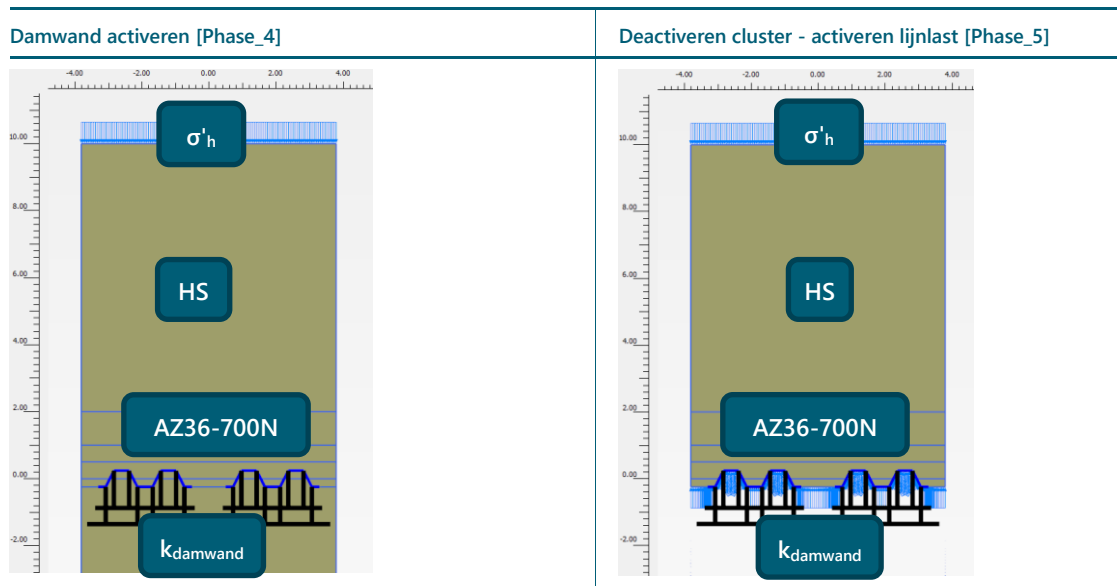 Damwand activeren [Phase_4]
-4.00 -2.00 0.00 2.00 4.00
10.00
σ'h
8.00
6.00
HS
4.00
2.00
AZ36-700N
0.00
-2.00
kdamwand
Deactiveren cluster - activeren lijnlast [Phase_5]
-4.00 -2.00 0.00 2.00 4.00
10.00
σ'h
8.00
6.00
HS
4.00
2.00
AZ36-700N
0.00
-2.00
kdamwand